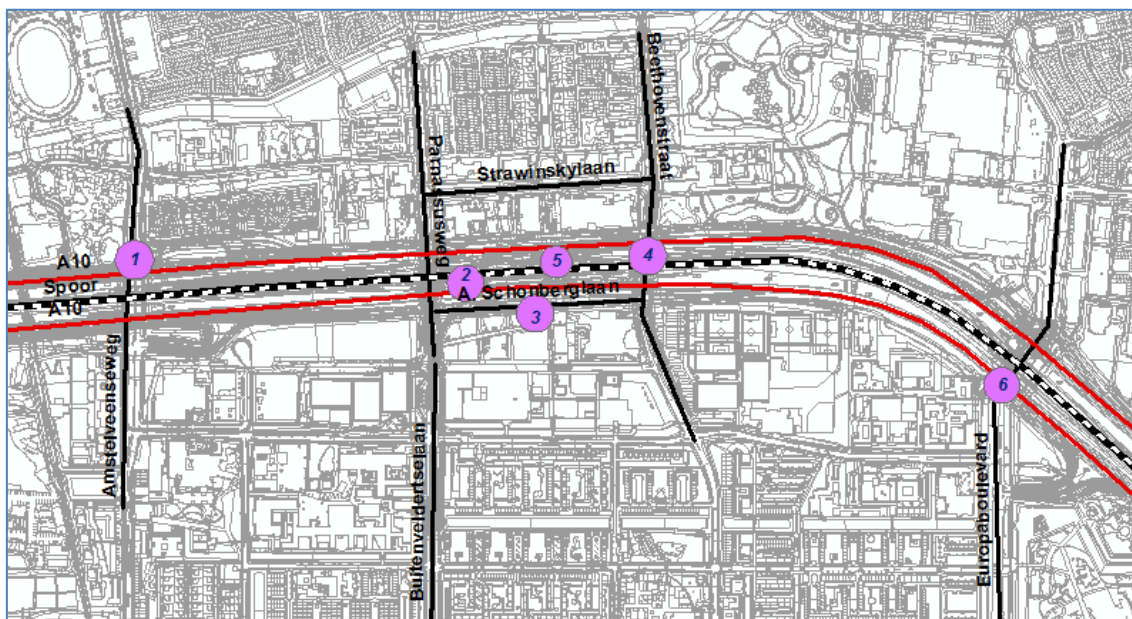 Beethovenstraat
Parnassusweg
Strawinskylaan
1
A10
Spoor
A10
2
5
4
A. Schonberglaan
3
6
Amstelveenseweg
Buitenveldertselaan
Europaboulevard